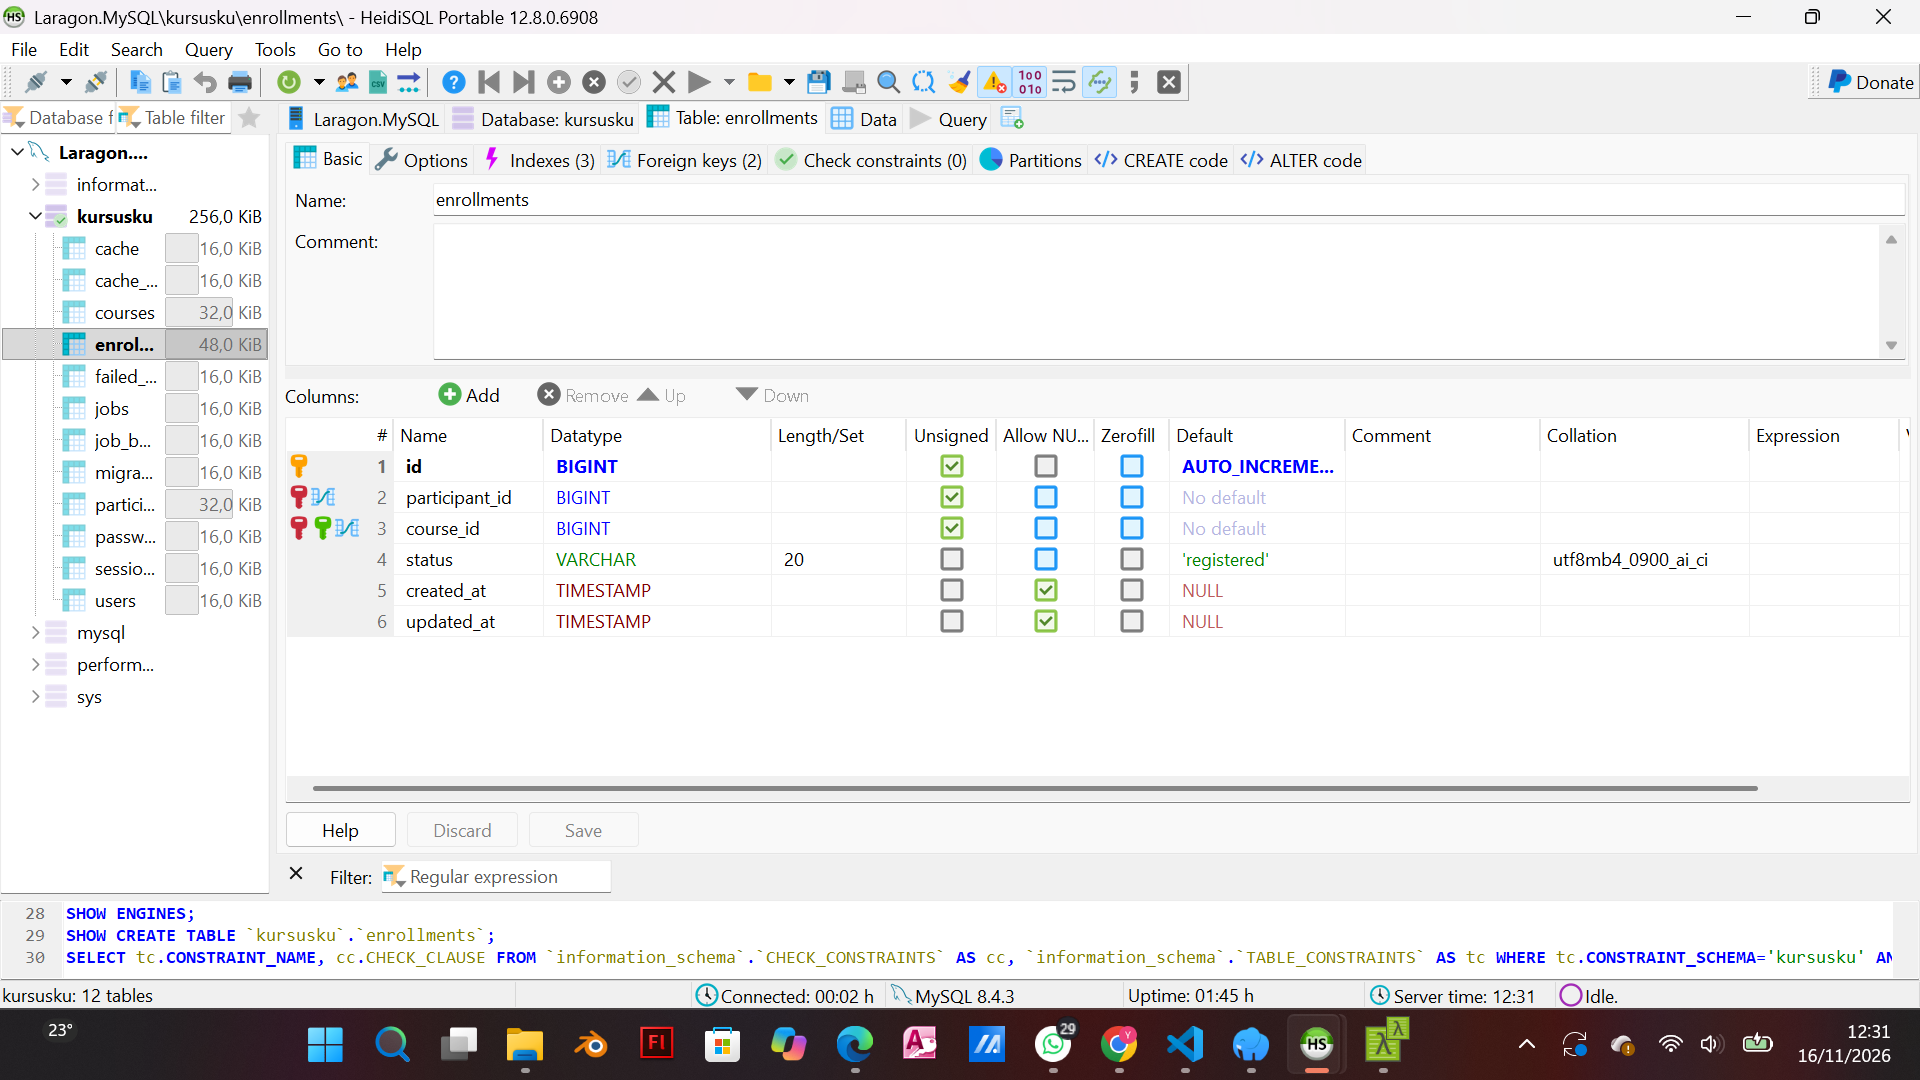 Laragon.MySQL\kursusku\enrollments\ - HeidiSQL Portable 12.8.0.6908
File Edit Search Query Tools Go to Help
Donate
Database f Table filter
Laragon.MySQL Database: kursusku Table: enrollments Data Query
Laragon....
informat...
kursusku 256,0 KiB
cache 16,0 KiB
cache_... 16,0 KiB
courses 32,0 KiB
enrol... 48,0 KiB
failed_... 16,0 KiB
jobs 16,0 KiB
job_b... 16,0 KiB
migra... 16,0 KiB
partici... 32,0 KiB
passw... 16,0 KiB
sessio... 16,0 KiB
users 16,0 KiB
mysql
perform...
sys
Basic Options Indexes (3) Foreign keys (2) Check constraints (0) Partitions CREATE code ALTER code
Name: enrollments
Comment:
Columns: Add Remove Up Down
# Name Datatype Length/Set Unsigned Allow NU... Zerofill Default Comment Collation Expression
1 id BIGINT AUTO_INCREME...
2 participant_id BIGINT No default
3 course_id BIGINT No default
4 status VARCHAR 20 'registered' utf8mb4_0900_ai_ci
5 created_at TIMESTAMP NULL
6 updated_at TIMESTAMP NULL
Help Discard Save
Filter: Regular expression
28 SHOW ENGINES;
29 SHOW CREATE TABLE `kursusku`.`enrollments`;
30 SELECT tc.CONSTRAINT_NAME, cc.CHECK_CLAUSE FROM `information_schema`.`CHECK_CONSTRAINTS` AS cc, `information_schema`.`TABLE_CONSTRAINTS` AS tc WHERE tc.CONSTRAINT_SCHEMA='kursusku' AN
kursusku: 12 tables Connected: 00:02 h MySQL 8.4.3 Uptime: 01:45 h Server time: 12:31 Idle.
23°
29
12:31
16/11/2026